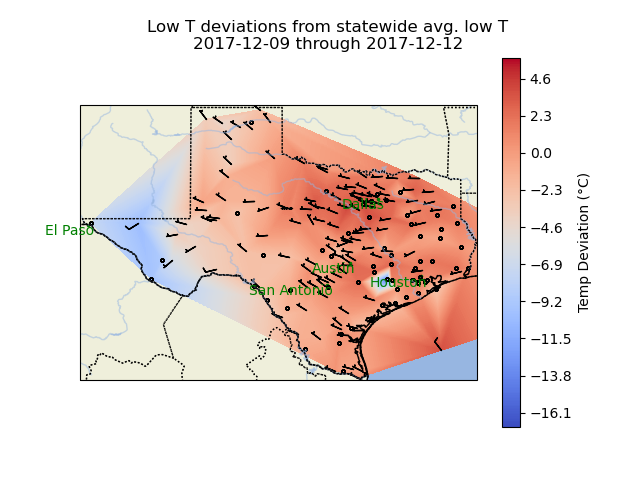 Low T deviations from statewide avg. low T
2017-12-09 through 2017-12-12
4.6
2.3
0.0
−2.3
−4.6
−6.9
−9.2
−11.5
−13.8
−16.1
Temp Deviation (°C)
Dallas
El Paso
Austin
Houston
San Antonio